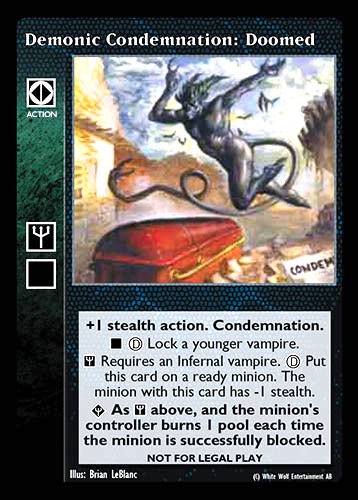 Demonic Condemnation: Doomed
ACTION
CONDEM
+1 stealth action. Condemnation.
Ⓓ Lock a younger vampire.
Requires an Infernal vampire. Ⓓ Put
this card on a ready minion. The
minion with this card has -1 stealth.
As above, and the minion's
controller burns 1 pool each time
the minion is successfully blocked.
NOT FOR LEGAL PLAY
Illus: Brian LeBlanc
(C) White Wolf Entertainment AB